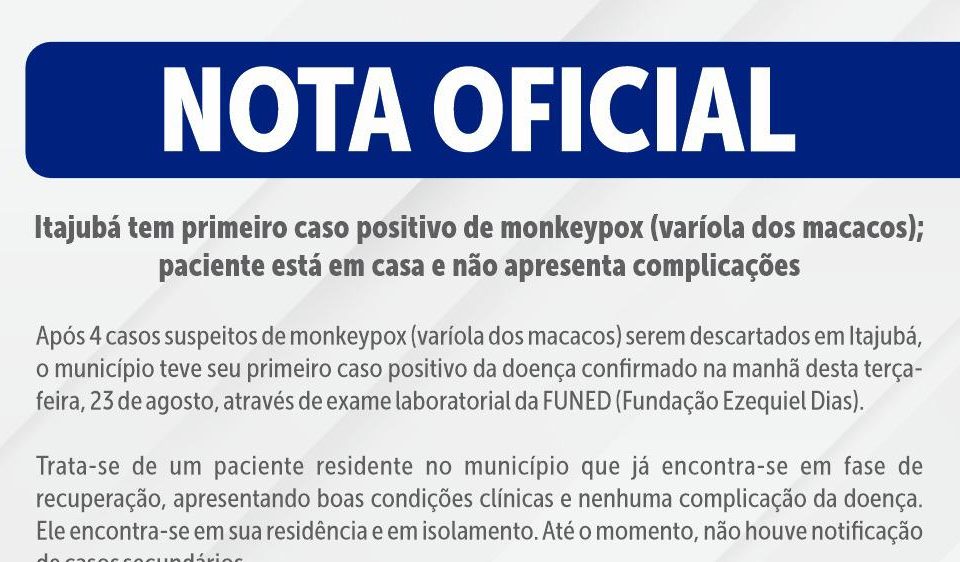 NOTA OFICIAL
Itajubá tem primeiro caso positivo de monkeypox (varíola dos macacos);
paciente está em casa e não apresenta complicações
Após 4 casos suspeitos de monkeypox (varíola dos macacos) serem descartados em Itajubá,
o município teve seu primeiro caso positivo da doença confirmado na manhã desta terça-
feira, 23 de agosto, através de exame laboratorial da FUNED (Fundação Ezequiel Dias).
Trata-se de um paciente residente no município que já encontra-se em fase de
recuperação, apresentando boas condições clínicas e nenhuma complicação da doença.
Ele encontra-se em sua residência e em isolamento. Até o momento, não houve notificação
de casos secundários.